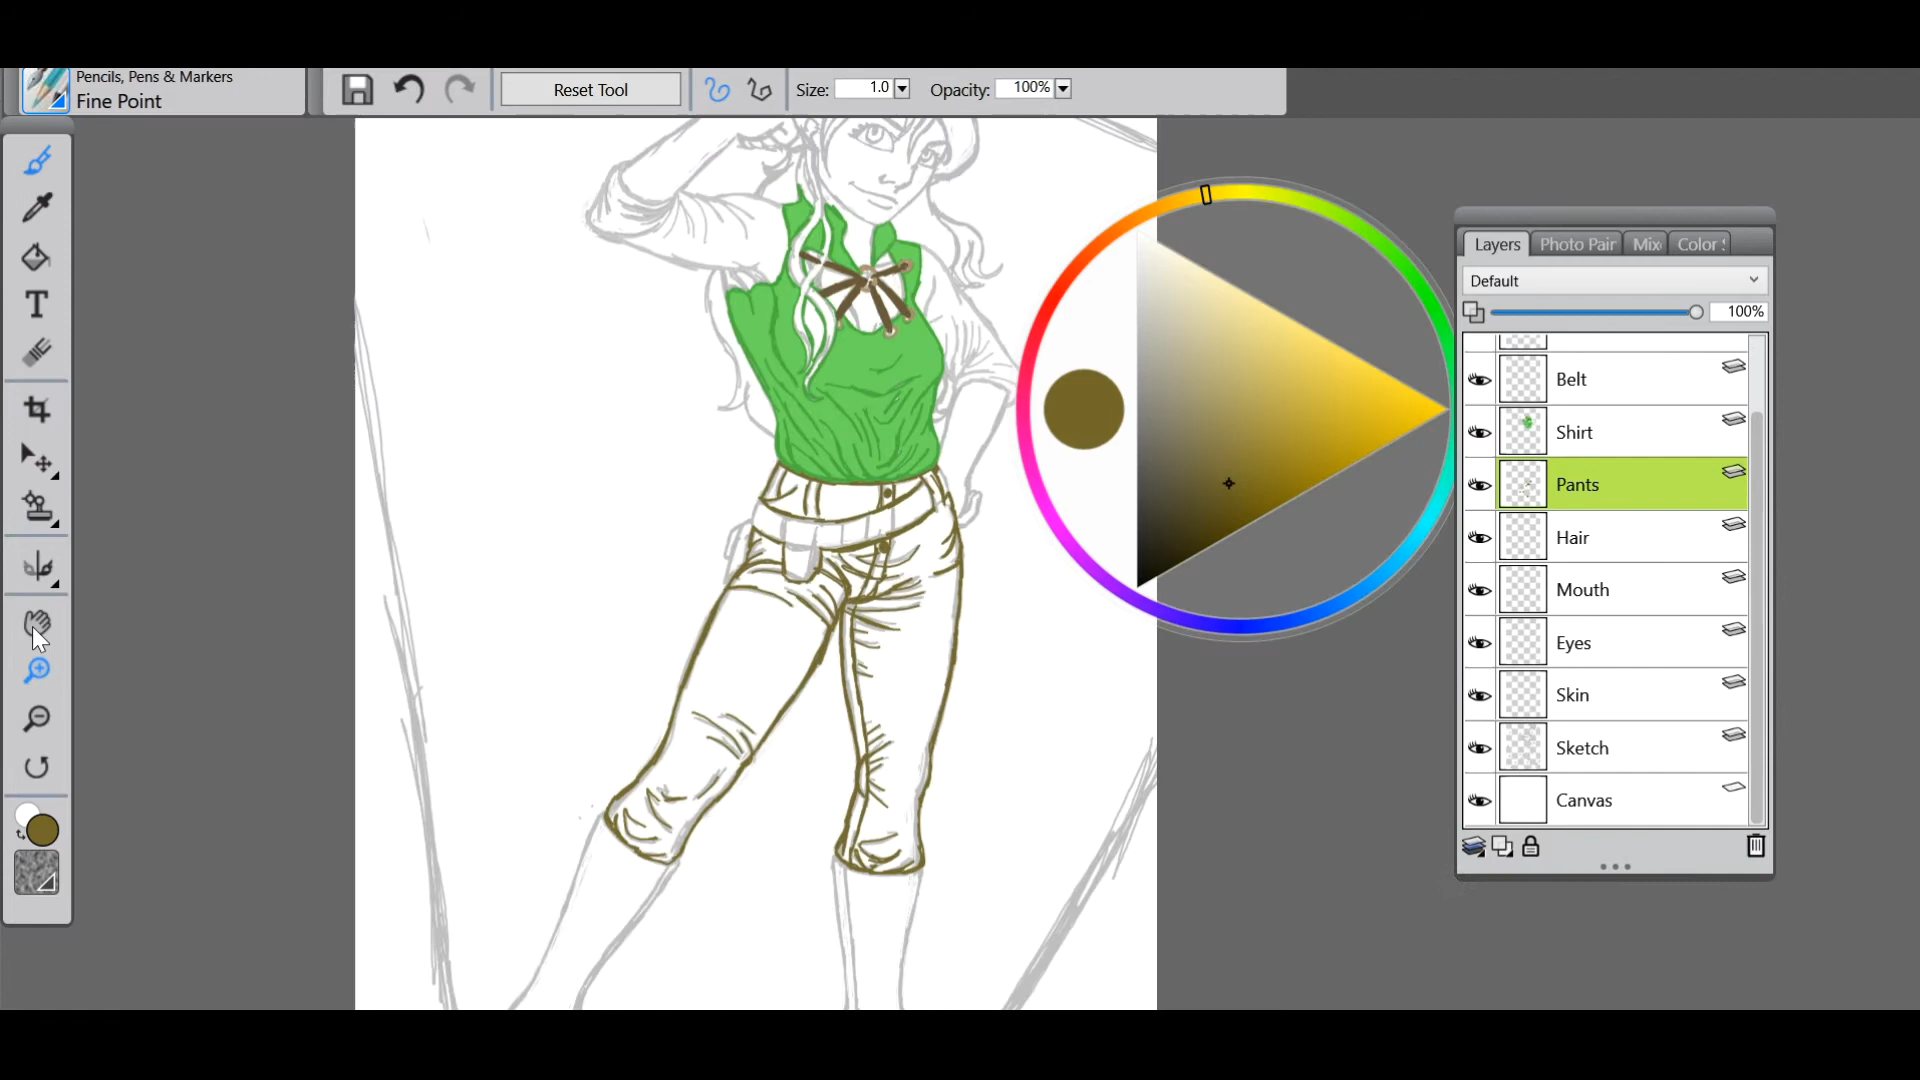 Pencils, Pens & Markers
Fine Point
Reset Tool
Size: 1.0
Opacity: 100%
Layers Photo Pair Mix Color
Default
100%
Belt
Shirt
Pants
Hair
Mouth
Eyes
Skin
Sketch
Canvas